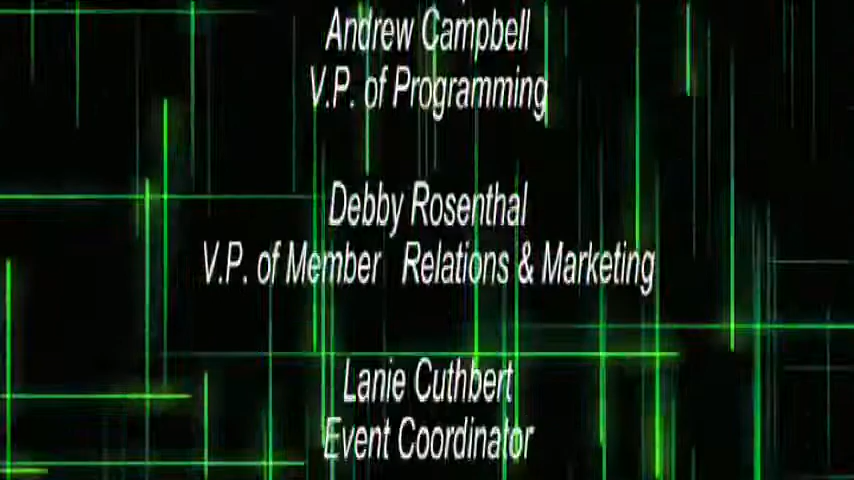 Andrew Campbell
V.P. of Programming
Debby Rosenthal
V.P. of Member Relations & Marketing
Lanie Cuthbert
Event Coordinator